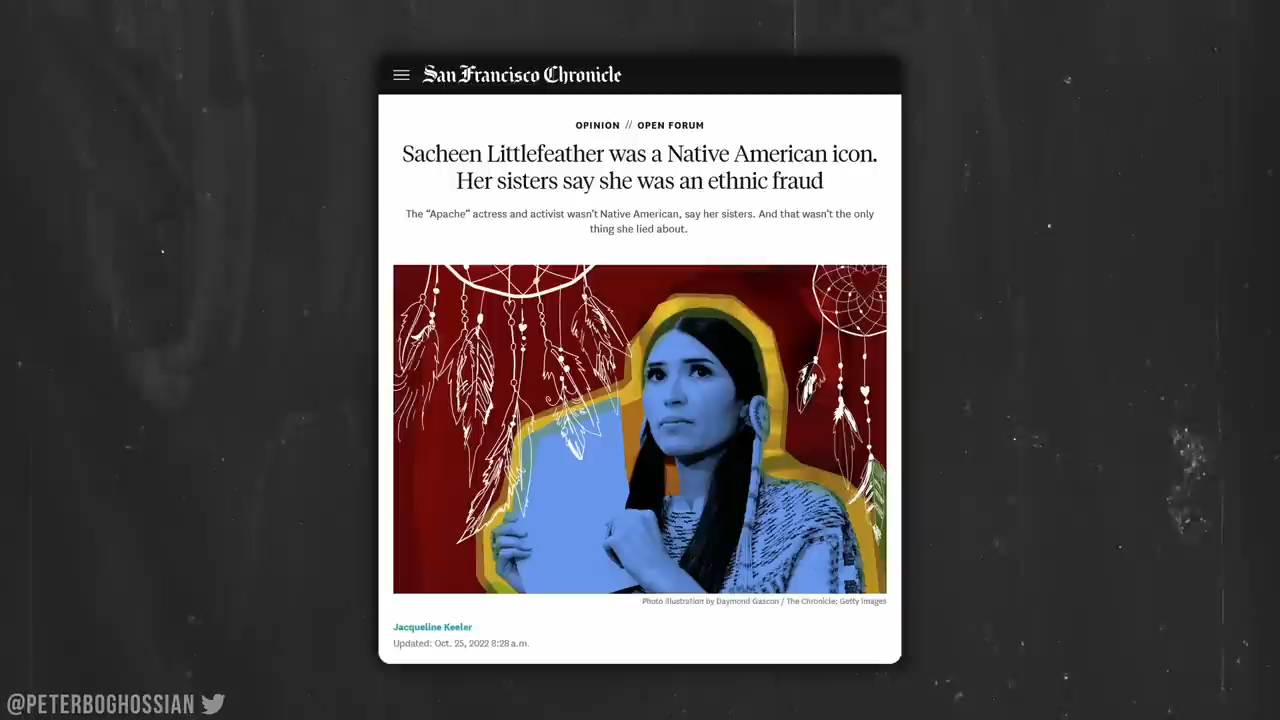 San Francisco Chronicle
OPINION // OPEN FORUM
Sacheen Littlefeather was a Native American icon.
Her sisters say she was an ethnic fraud
The “Apache” actress and activist wasn’t Native American, say her sisters. And that wasn’t the only
thing she lied about.
Photo illustration by Daymond Gascon / The Chronicle; Getty Images
Jacqueline Keeler
Updated: Oct. 25, 2022 8:28 a.m.
@PETERBOGHOSSIAN